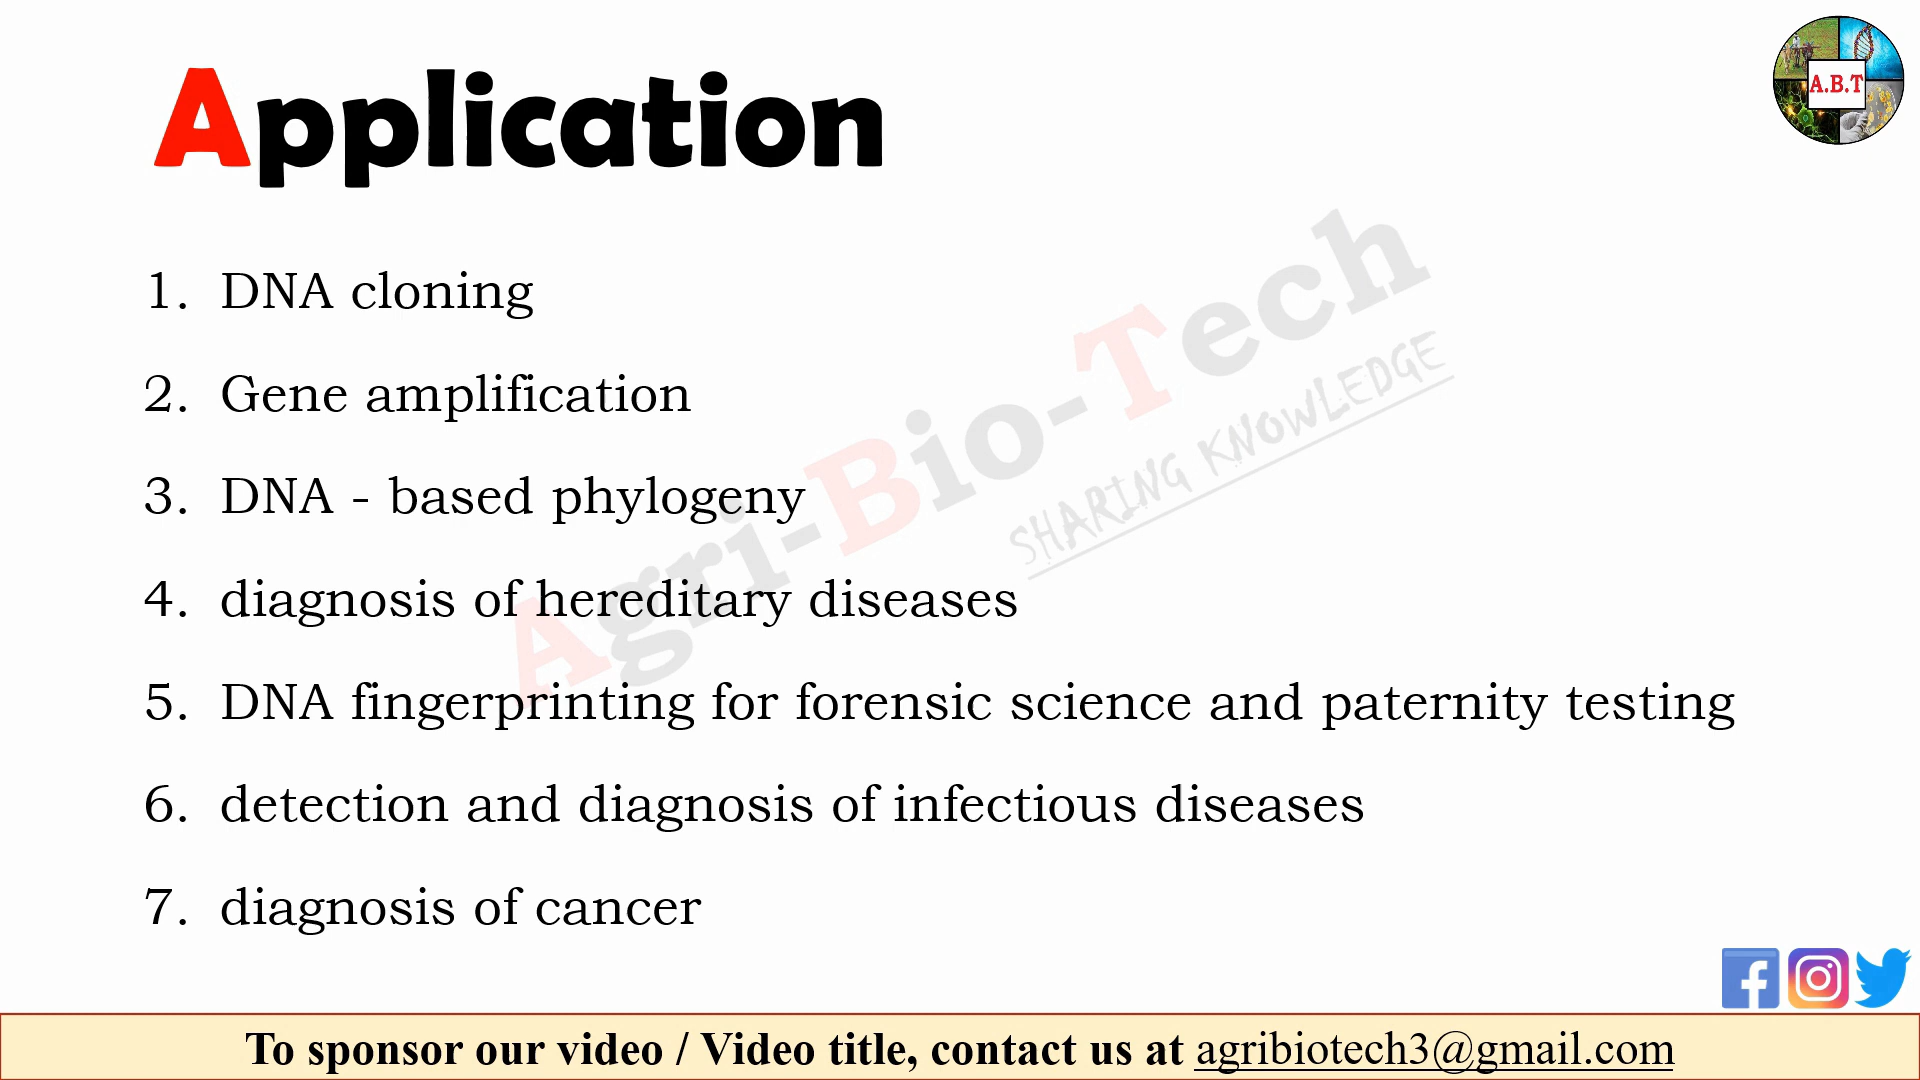 Application
A.B.T
1. DNA cloning
2. Gene amplification
3. DNA - based phylogeny
4. diagnosis of hereditary diseases
5. DNA fingerprinting for forensic science and paternity testing
6. detection and diagnosis of infectious diseases
7. diagnosis of cancer
Agri-Bio-Tech
SHARING KNOWLEDGE
To sponsor our video / Video title, contact us at agribiotech3@gmail.com